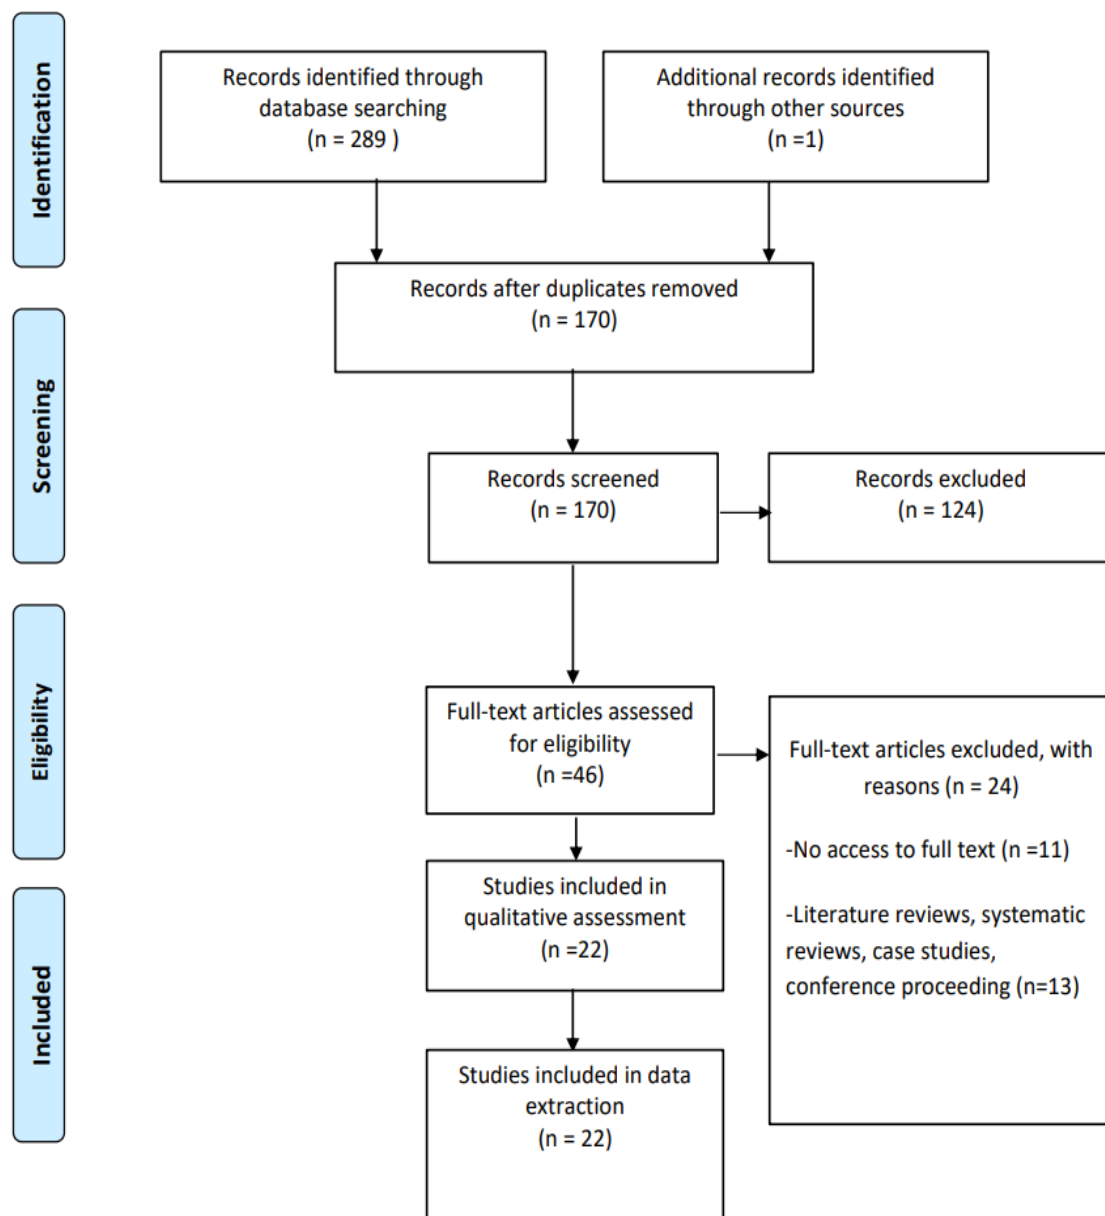 Identification
Records identified through
database searching
(n = 289 )
Additional records identified
through other sources
(n =1)
Records after duplicates removed
(n = 170)
Screening
Records screened
(n = 170)
Records excluded
(n = 124)
Eligibility
Full-text articles assessed
for eligibility
(n =46)
Full-text articles excluded, with
reasons (n = 24)
-No access to full text (n =11)
-Literature reviews, systematic
reviews, case studies,
conference proceeding (n=13)
Included
Studies included in
qualitative assessment
(n =22)
Studies included in data
extraction
(n = 22)